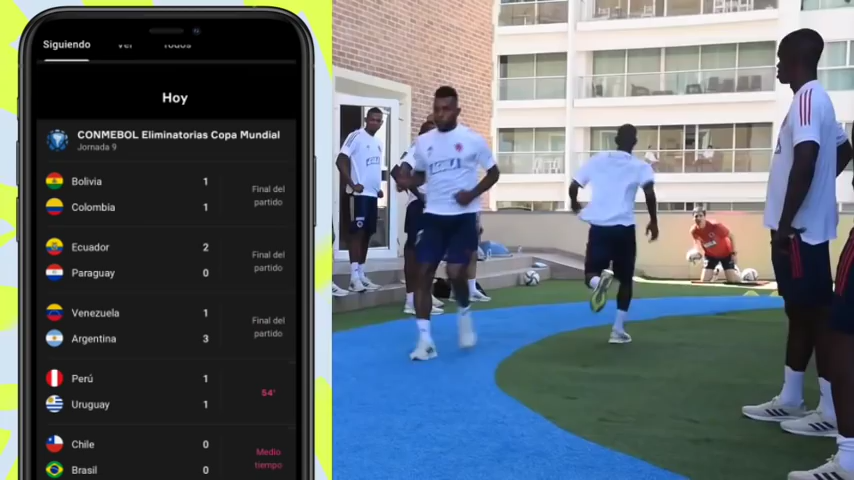 Siguiendo Ver Todos
Hoy
CONMEBOL Eliminatorias Copa Mundial
Jornada 9
Bolivia 1
Colombia 1
Final del
partido
Ecuador 2
Paraguay 0
Final del
partido
Venezuela 1
Argentina 3
Final del
partido
Perú 1
Uruguay 1
54'
Chile 0
Brasil 0
Medio
tiempo